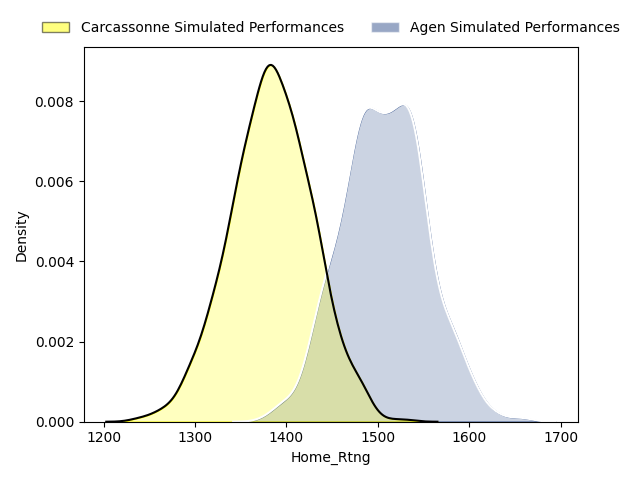 Carcassonne Simulated Performances
Agen Simulated Performances
Density
0.008
0.006
0.004
0.002
0.000
1200 1300 1400 1500 1600 1700
Home_Rtng